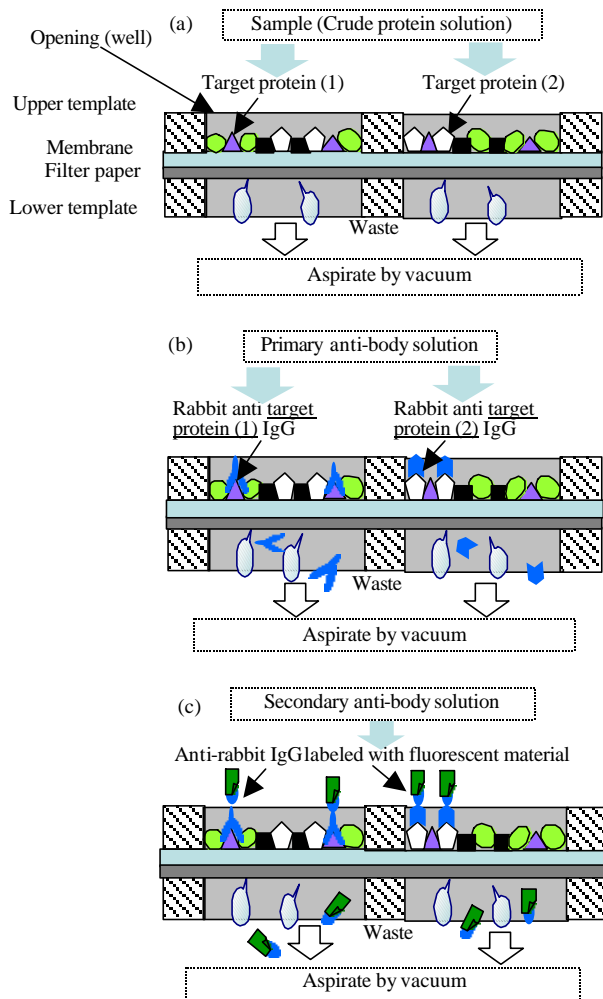 (a)
Sample (Crude protein solution)
Opening (well)
Target protein (1)
Target protein (2)
Upper template
Membrane
Filter paper
Lower template
Waste
Aspirate by vacuum
(b)
Primary anti-body solution
Rabbit anti target
protein (1) IgG
Rabbit anti target
protein (2) IgG
Waste
Aspirate by vacuum
(c)
Secondary anti-body solution
Anti-rabbit IgG labeled with fluorescent material
Waste
Aspirate by vacuum